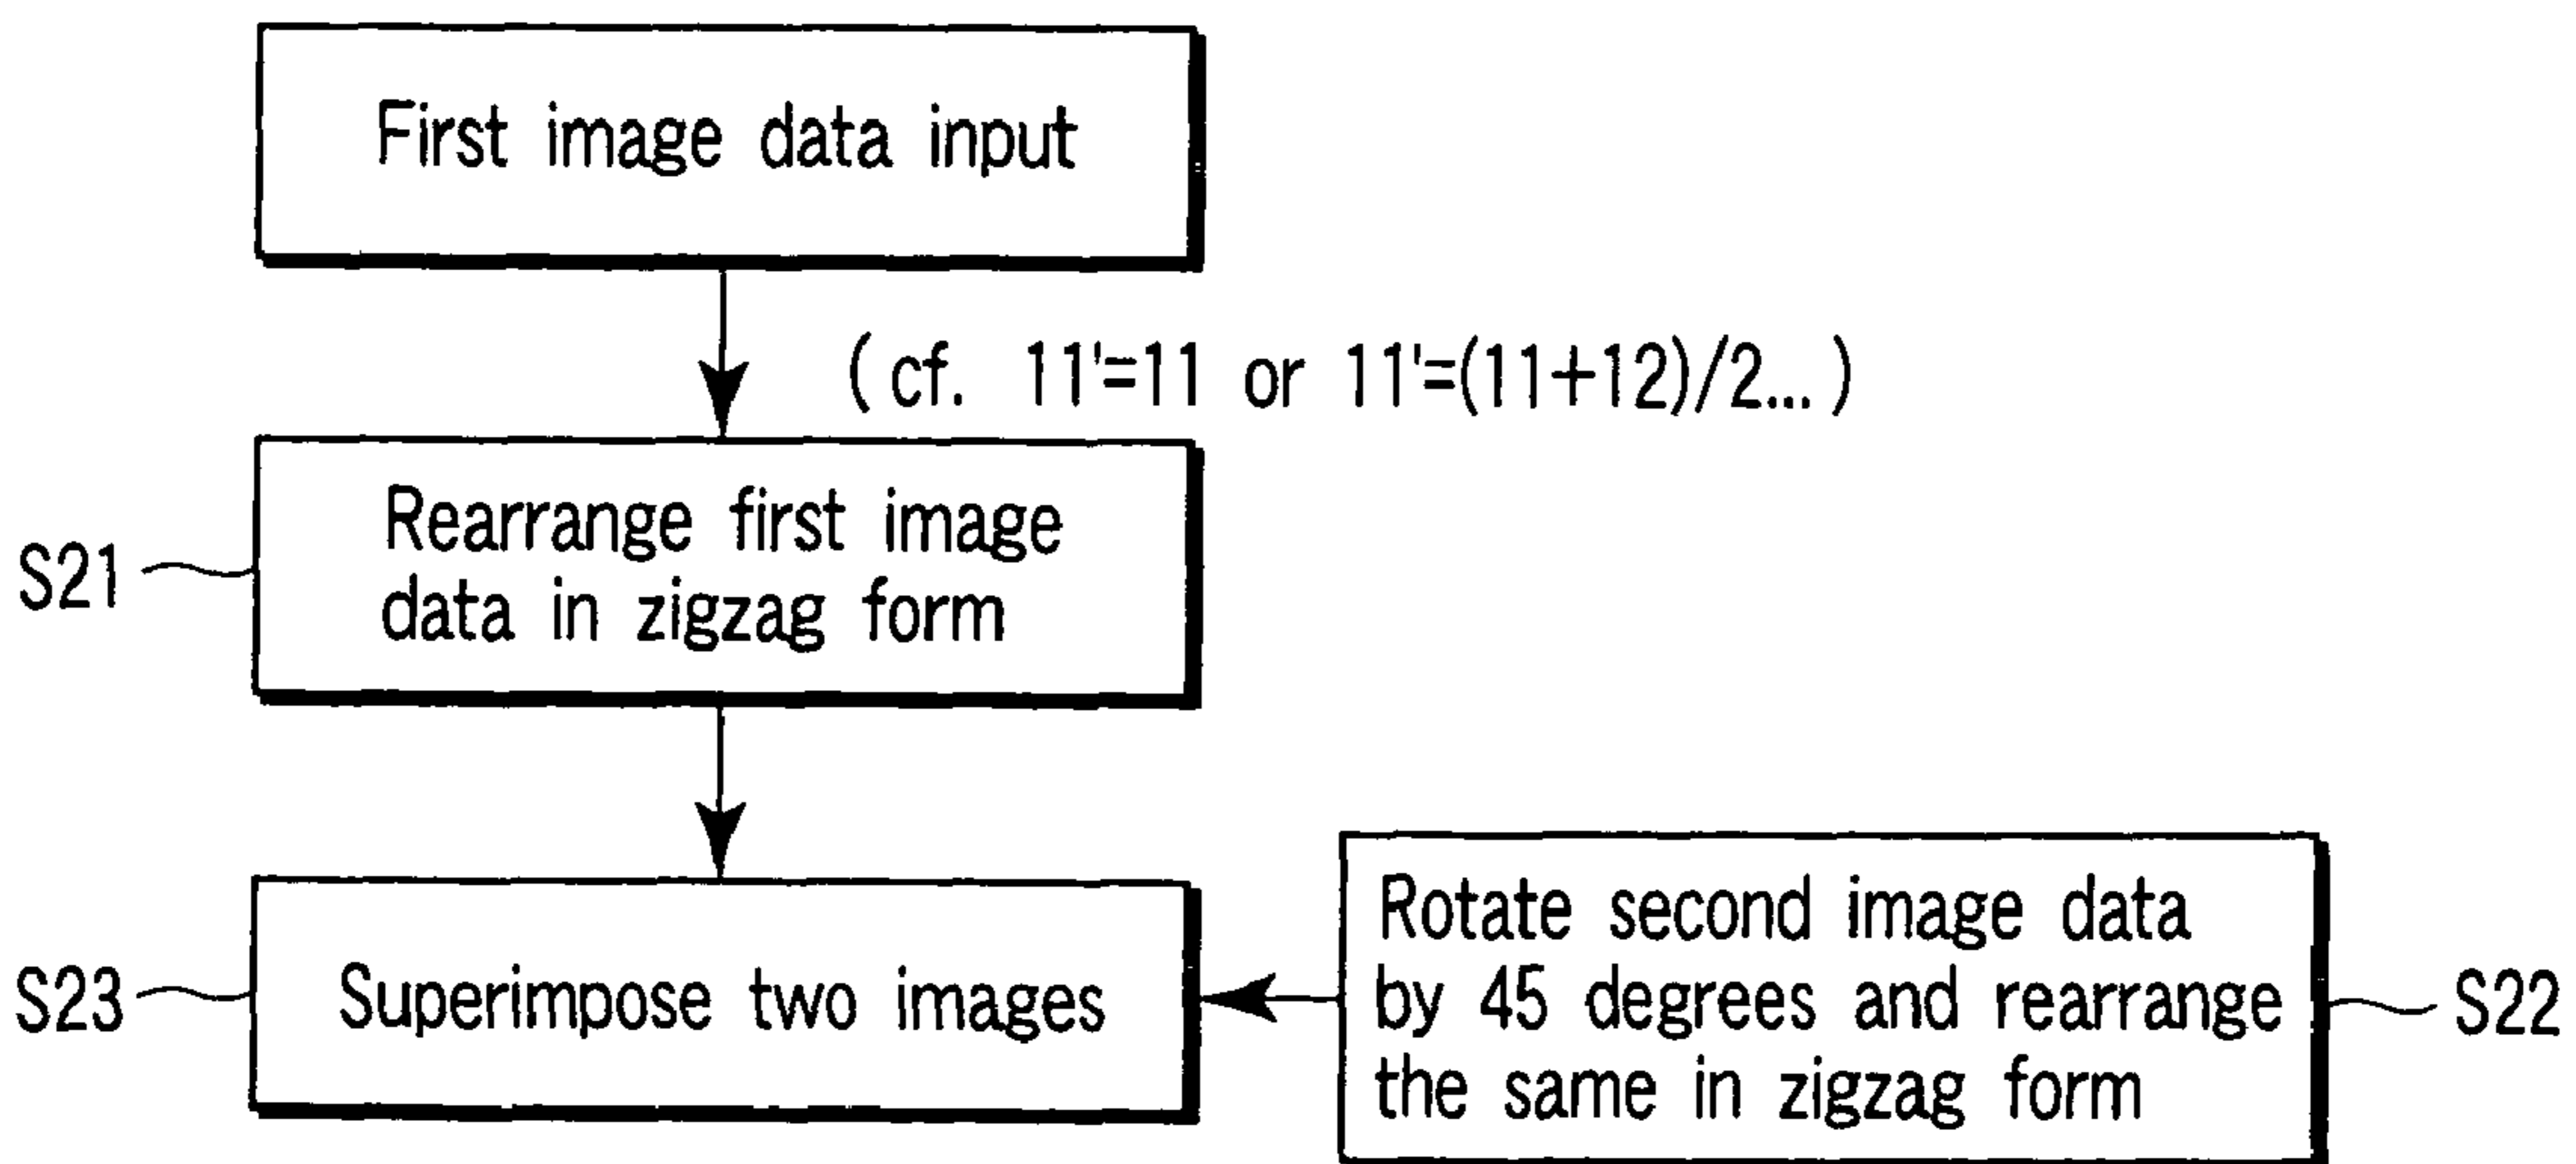 First image data input
( cf. 11'=11 or 11'=(11+12)/2... )
S21
Rearrange first image
data in zigzag form
S23
Superimpose two images
Rotate second image data
by 45 degrees and rearrange
the same in zigzag form
S22